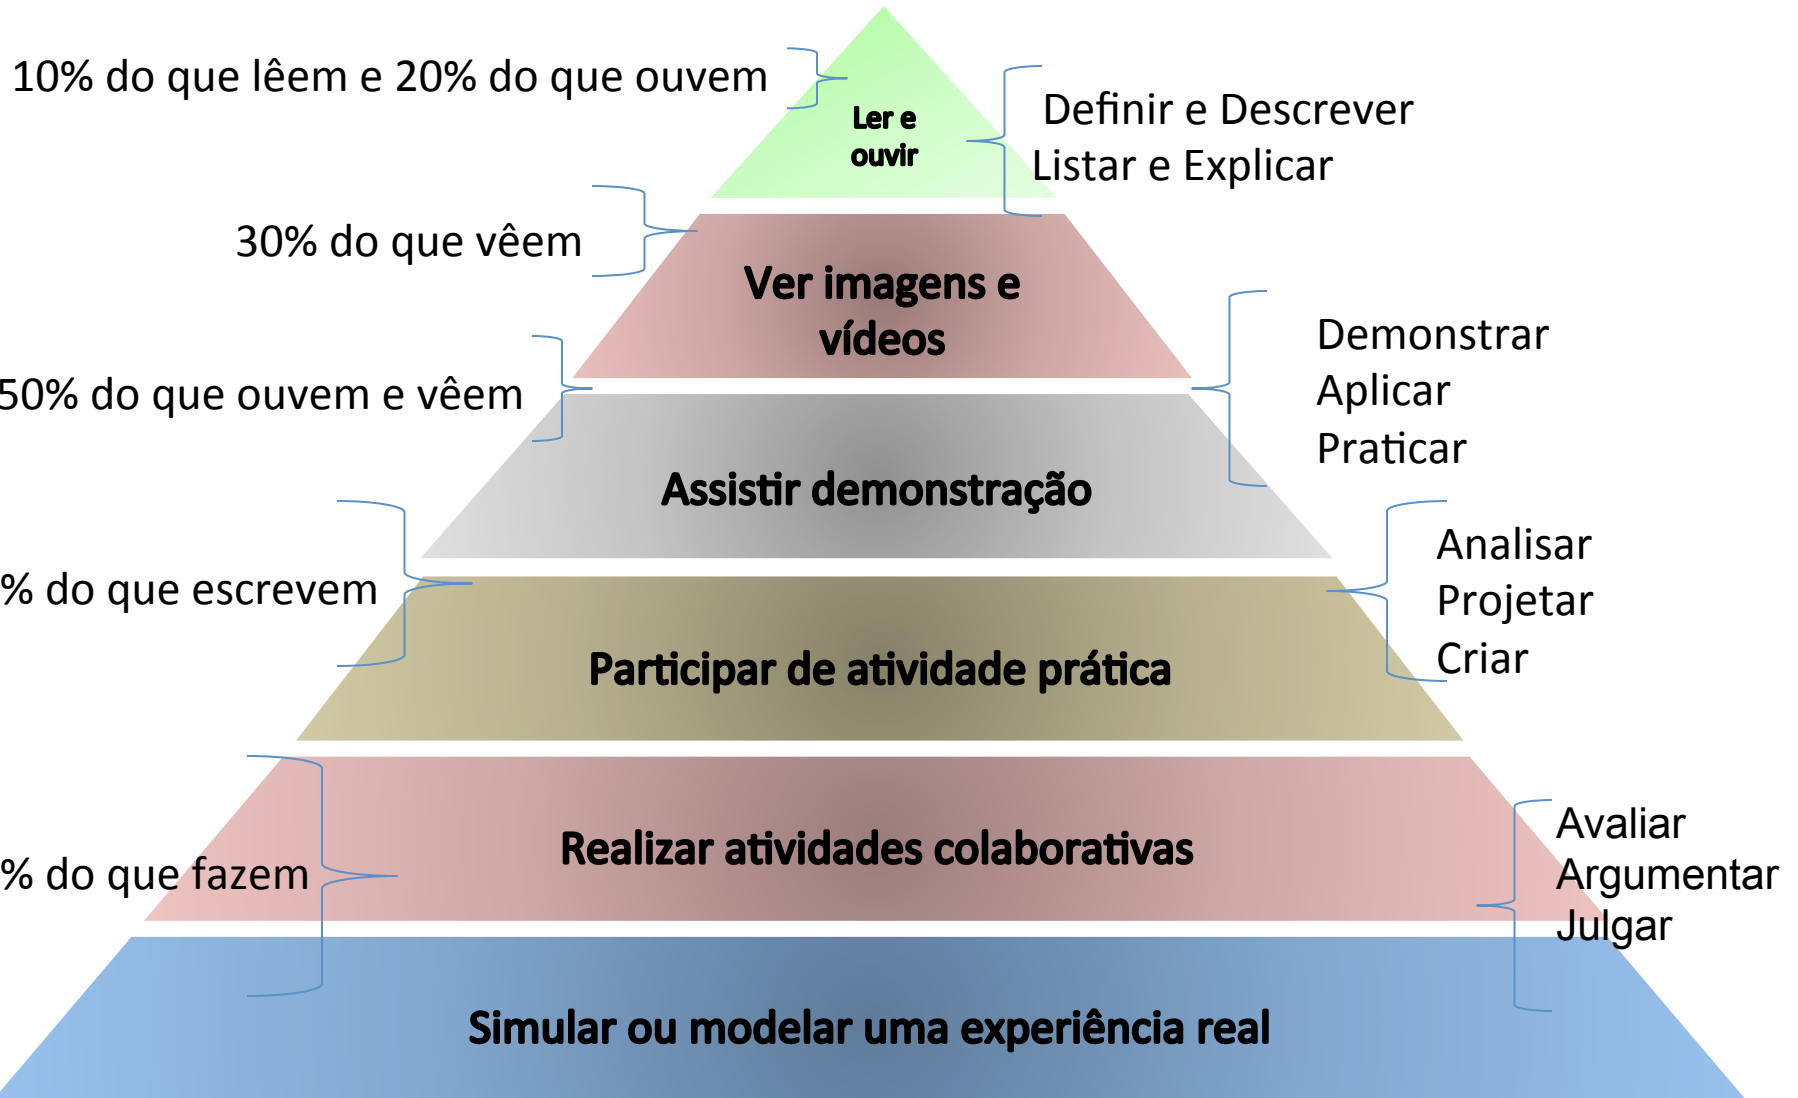 10% do que lêem e 20% do que ouvem
Ler e
ouvir
Definir e Descrever
Listar e Explicar
30% do que vêem
Ver imagens e
vídeos
50% do que ouvem e vêem
Demonstrar
Aplicar
Praticar
Assistir demonstração
% do que escrevem
Analisar
Projetar
Criar
Participar de atividade prática
% do que fazem
Realizar atividades colaborativas
Avaliar
Argumentar
Julgar
Simular ou modelar uma experiência real